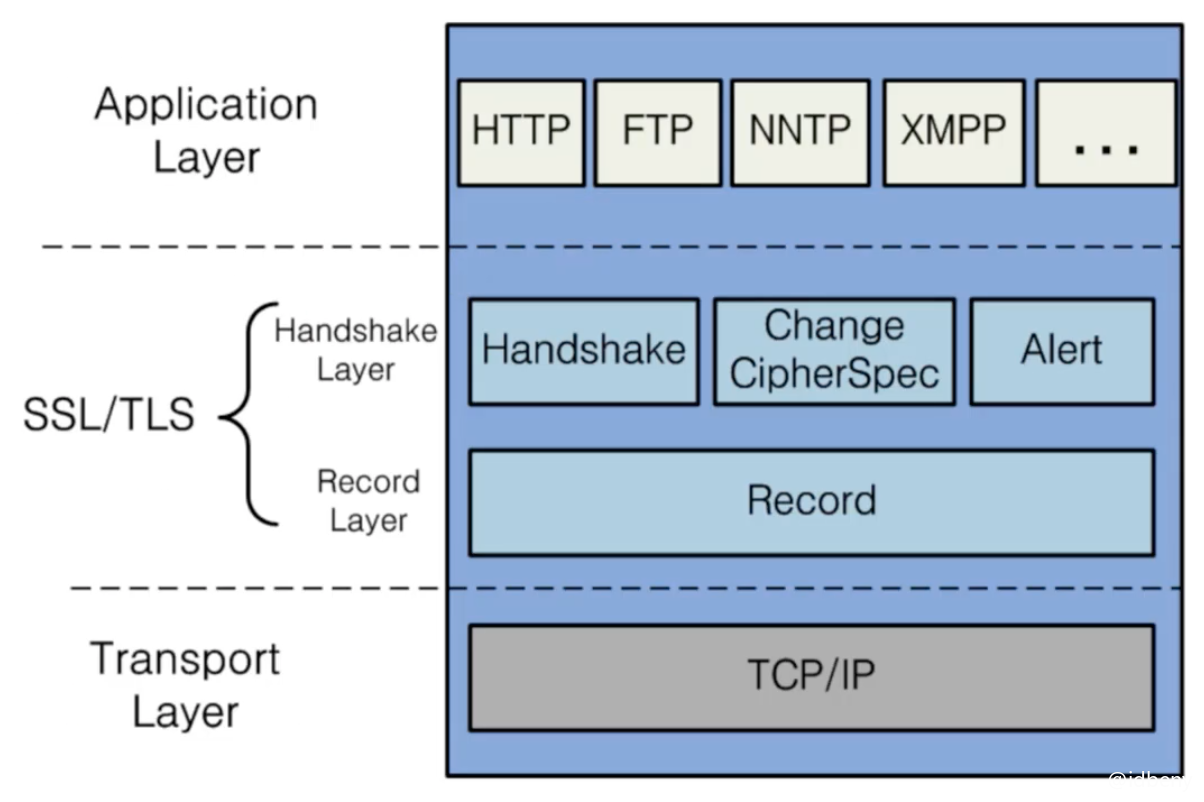 Application
Layer
HTTP
FTP
NNTP
XMPP
...
SSL/TLS
Handshake
Layer
Handshake
Change
CipherSpec
Alert
Record
Layer
Record
Transport
Layer
TCP/IP